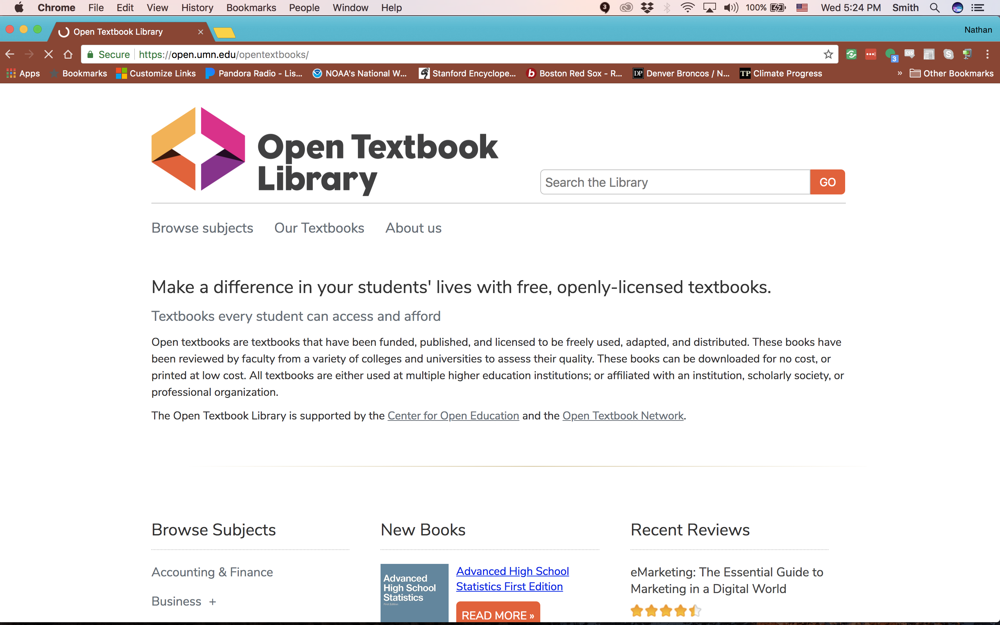 Chrome File Edit View History Bookmarks People Window Help 3 100% Wed 5:24 PM Smith
Open Textbook Library Nathan
Secure https://open.umn.edu/opentextbooks/ CSS 3 S
Apps Bookmarks Customize Links Pandora Radio - Lis... NOAA's National W... Stanford Encyclope... b Boston Red Sox - R... DP Denver Broncos / N... TP Climate Progress » Other Bookmarks
Open Textbook
Library
Search the Library GO
Browse subjects Our Textbooks About us
Make a difference in your students' lives with free, openly-licensed textbooks.
Textbooks every student can access and afford
Open textbooks are textbooks that have been funded, published, and licensed to be freely used, adapted, and distributed. These books have
been reviewed by faculty from a variety of colleges and universities to assess their quality. These books can be downloaded for no cost, or
printed at low cost. All textbooks are either used at multiple higher education institutions; or affiliated with an institution, scholarly society, or
professional organization.
The Open Textbook Library is supported by the Center for Open Education and the Open Textbook Network.
Browse Subjects
Accounting & Finance
Business +
New Books
Advanced
High School
Statistics
First Edition
Advanced High School
Statistics First Edition
READ MORE »
Recent Reviews
eMarketing: The Essential Guide to
Marketing in a Digital World